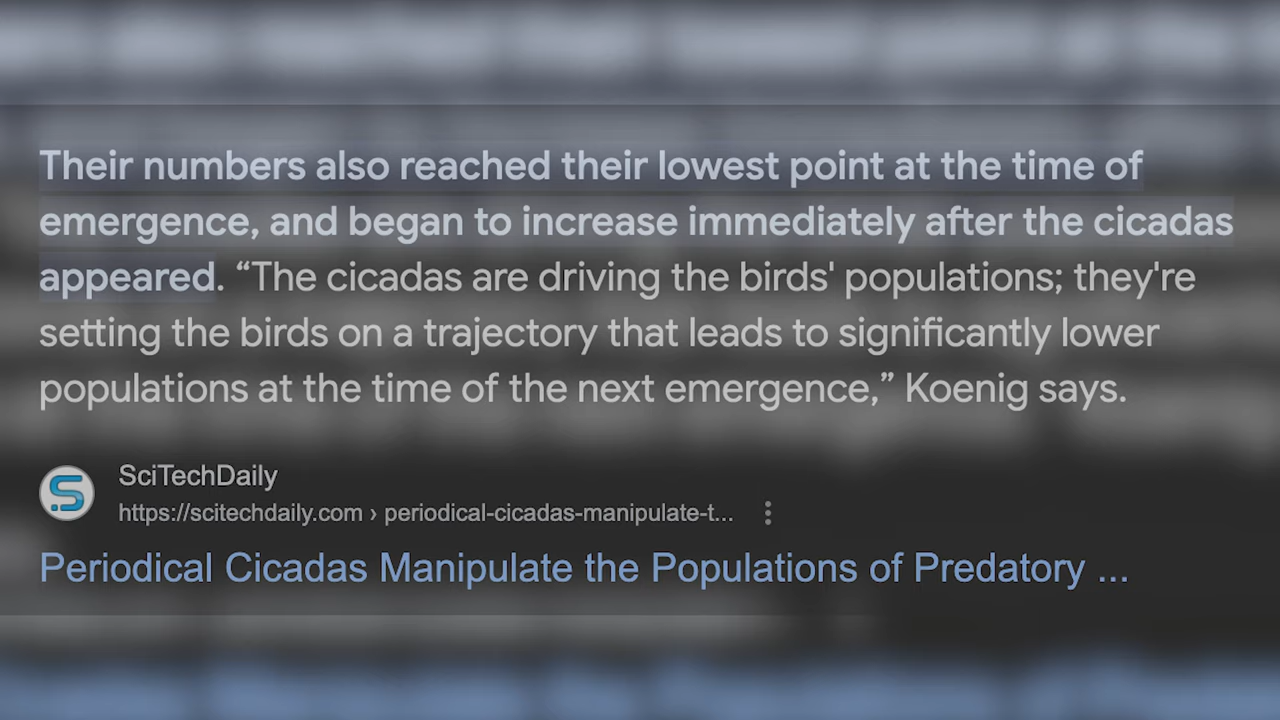 Their numbers also reached their lowest point at the time of
emergence, and began to increase immediately after the cicadas
appeared. “The cicadas are driving the birds' populations; they're
setting the birds on a trajectory that leads to significantly lower
populations at the time of the next emergence,” Koenig says.
SciTechDaily
https://scitechdaily.com › periodical-cicadas-manipulate-t...
Periodical Cicadas Manipulate the Populations of Predatory ...